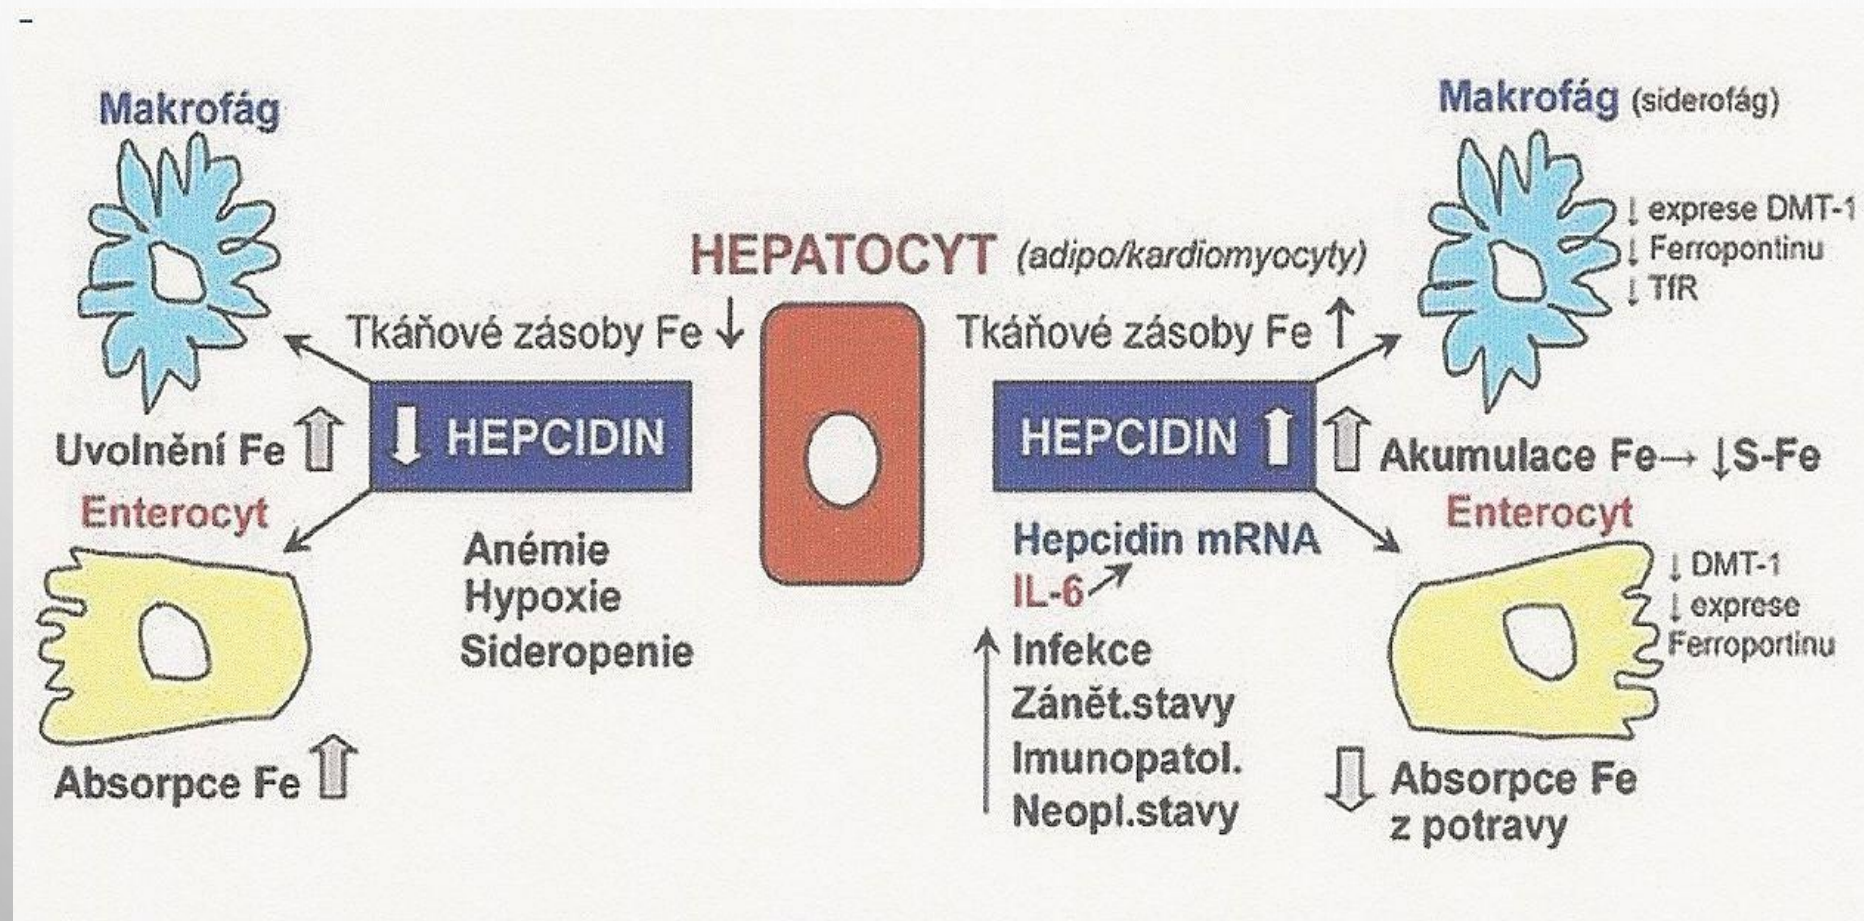 Makrofág
Uvolnění Fe ⇧
Enterocyt
Absorpce Fe ⇧
HEPATOCYT (adipo/kardiomyocyty)
Tkáňové zásoby Fe ↓
↓ HEPCIDIN
Anémie
Hypoxie
Sideropenie
Tkáňové zásoby Fe ↑
HEPCIDIN ⇧
Hepcidin mRNA
IL-6
Infekce
Zánět.stavy
Imunopatol.
Neopl.stavy
Makrofág (siderofág)
↓ exprese DMT-1
↓ Ferropontinu
↓ TfR
⇧ Akumulace Fe→ ↓S-Fe
Enterocyt
↓ DMT-1
↓ exprese
Ferroportinu
⇩ Absorpce Fe
z potravy